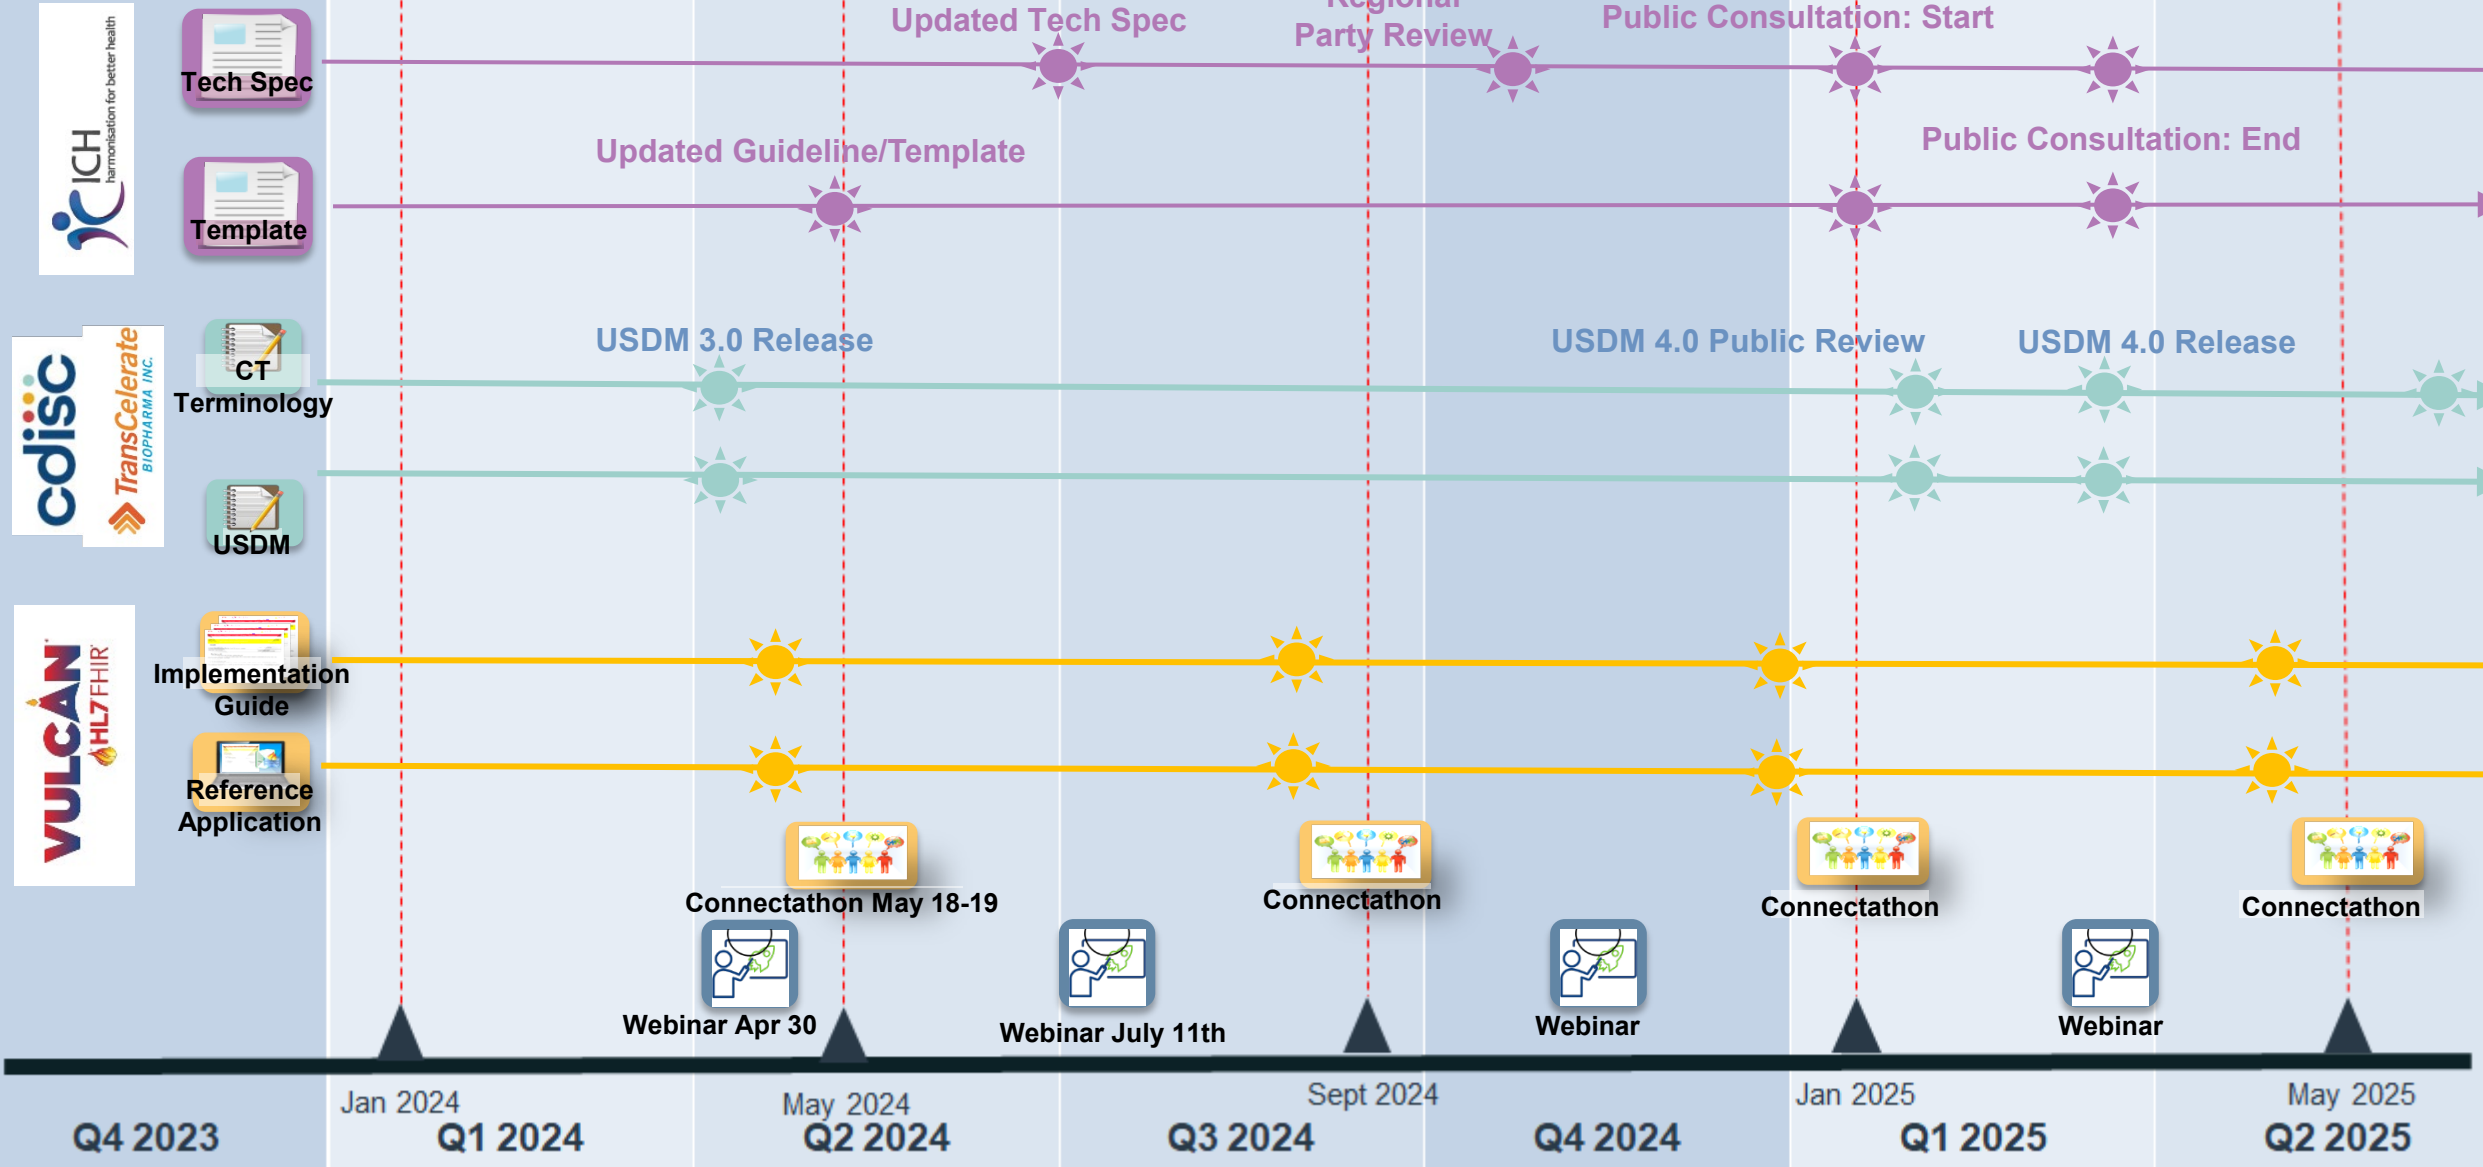 Regional
Updated Tech Spec
Party Review
Public Consultation: Start
ICH
harmonisation for better health
Tech Spec
Updated Guideline/Template
Public Consultation: End
Template
cdisc
TransCelerate
BIOPHARMA INC.
USDM 3.0 Release
USDM 4.0 Public Review
USDM 4.0 Release
CT
Terminology
USDM
VULCAN
HL7 FHIR
Implementation
Guide
Reference
Application
Connectathon May 18-19
Connectathon
Connectathon
Connectathon
Webinar Apr 30
Webinar July 11th
Webinar
Webinar
Jan 2024
May 2024
Sept 2024
Jan 2025
May 2025
Q4 2023
Q1 2024
Q2 2024
Q3 2024
Q4 2024
Q1 2025
Q2 2025